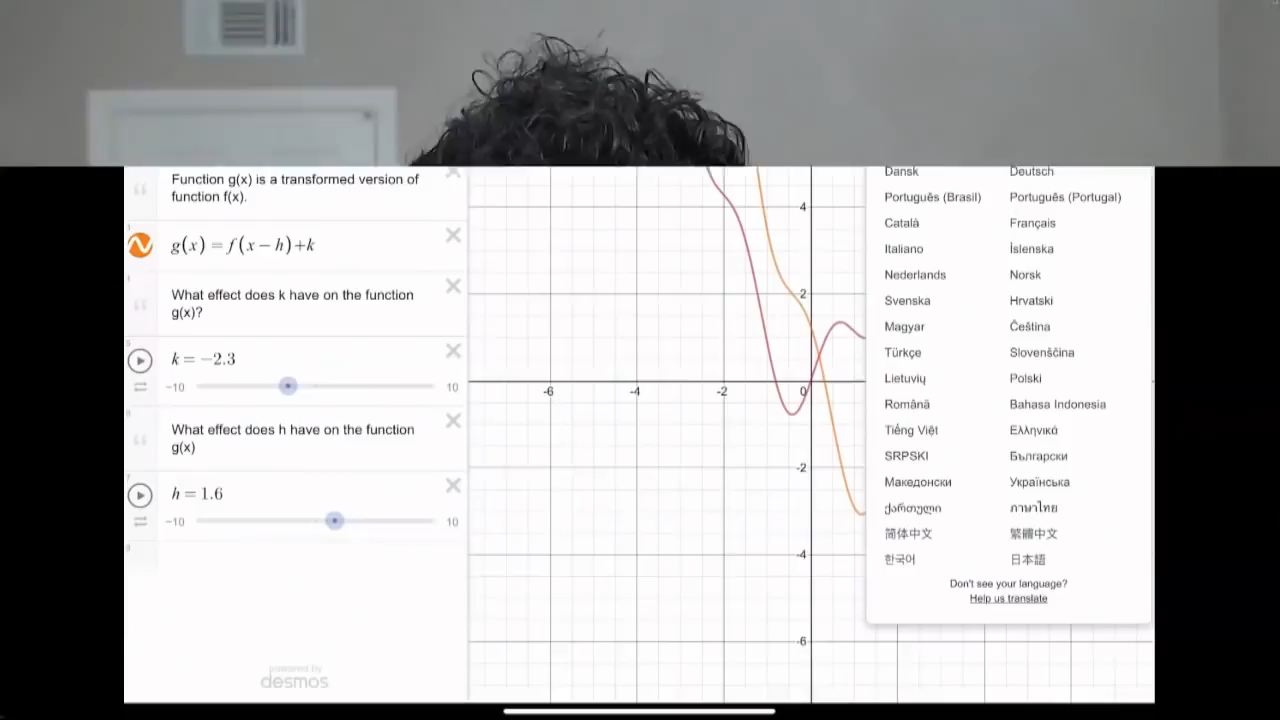 Function g(x) is a transformed version of
function f(x).
g(x) = f(x − h)+k
What effect does k have on the function
g(x)?
k = −2.3
−10
10
What effect does h have on the function
g(x)
h = 1.6
−10
10
powered by
desmos
4
2
-6
-4
-2
0
-2
-4
-6
Dansk Deutsch
Português (Brasil) Português (Portugal)
Català Français
Italiano Íslenska
Nederlands Norsk
Svenska Hrvatski
Magyar Čeština
Türkçe Slovenščina
Lietuvių Polski
Română Bahasa Indonesia
Tiếng Việt Ελληνικά
SRPSKI Български
Македонски Українська
ქართული ภาษาไทย
简体中文 繁體中文
한국어 日本語
Don't see your language?
Help us translate